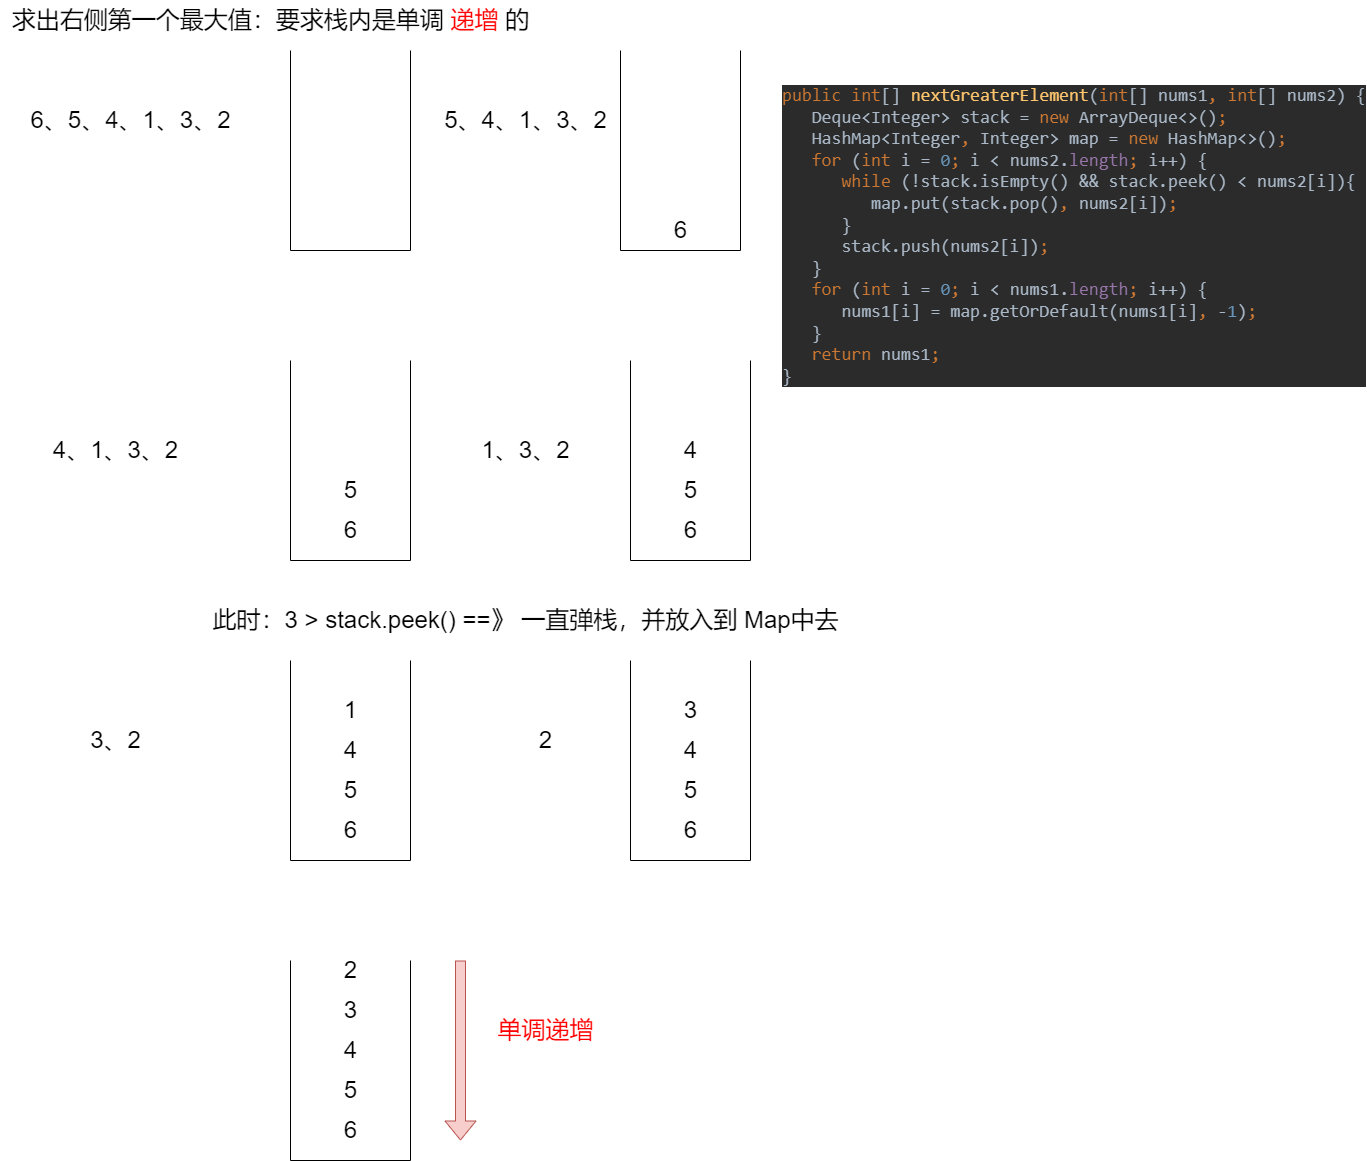 求出右侧第一个最大值：要求栈内是单调 递增 的
6、5、4、1、3、2
5、4、1、3、2
6
public int[] nextGreaterElement(int[] nums1, int[] nums2) {
Deque<Integer> stack = new ArrayDeque<>();
HashMap<Integer, Integer> map = new HashMap<>();
for (int i = 0; i < nums2.length; i++) {
while (!stack.isEmpty() && stack.peek() < nums2[i]){
map.put(stack.pop(), nums2[i]);
}
stack.push(nums2[i]);
}
for (int i = 0; i < nums1.length; i++) {
nums1[i] = map.getOrDefault(nums1[i], -1);
}
return nums1;
}
4、1、3、2
5
6
1、3、2
4
5
6
此时：3 > stack.peek() ==》 一直弹栈，并放入到 Map中去
3、2
1
4
5
6
2
3
4
5
6
2
3
4
5
6
单调递增